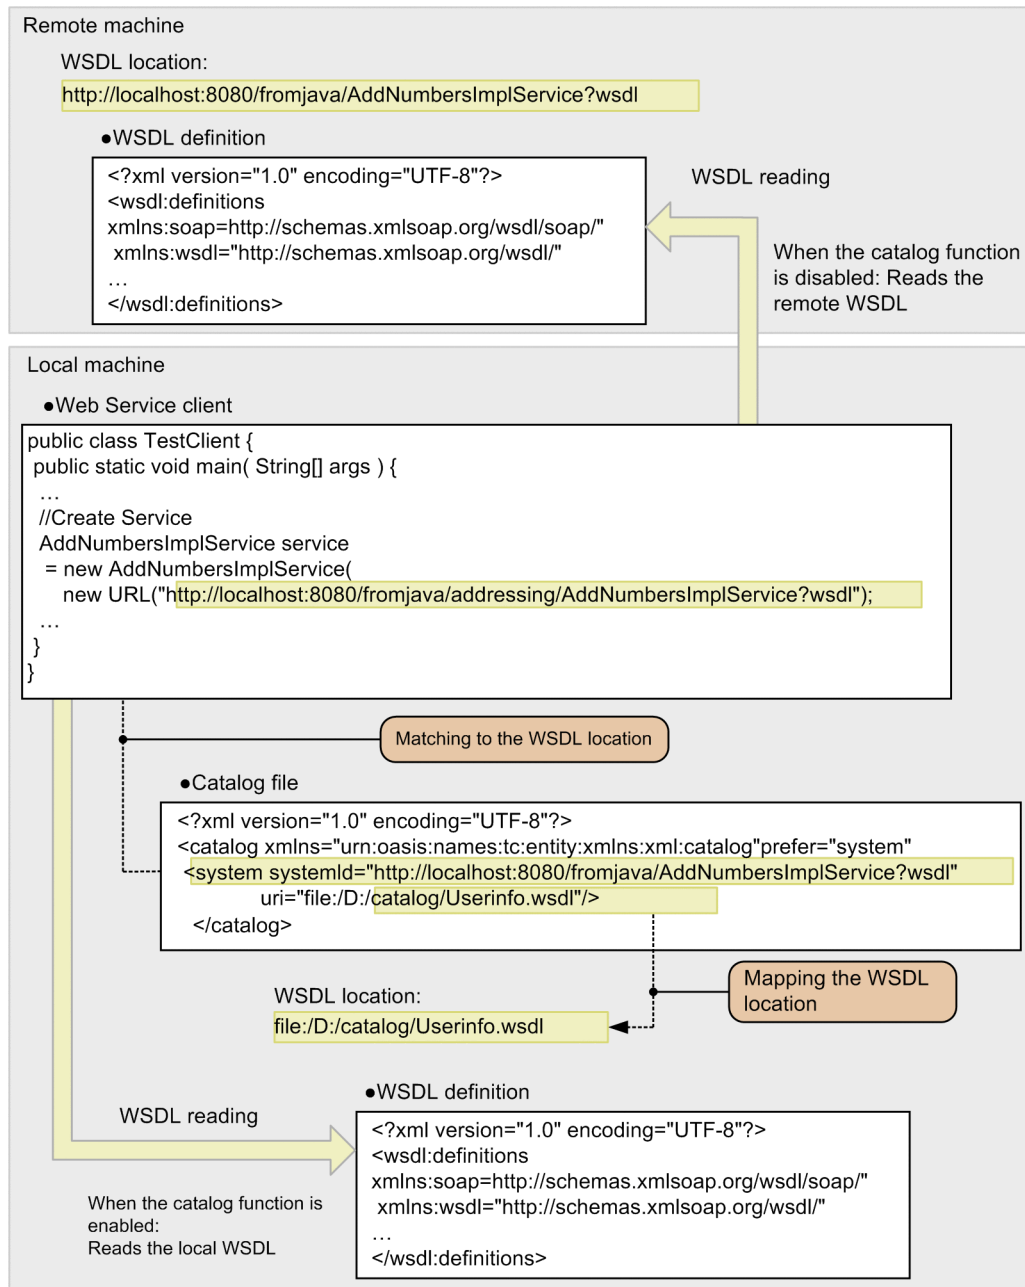 Remote machine
WSDL location:
http://localhost:8080/fromjava/AddNumbersImplService?wsdl
●WSDL definition
<?xml version="1.0" encoding="UTF-8"?>
<wsdl:definitions
xmlns:soap=http://schemas.xmlsoap.org/wsdl/soap/"
xmlns:wsdl="http://schemas.xmlsoap.org/wsdl/"
…
</wsdl:definitions>
WSDL reading
When the catalog function
is disabled: Reads the
remote WSDL
Local machine
●Web Service client
public class TestClient {
public static void main( String[] args ) {
…
//Create Service
AddNumbersImplService service
= new AddNumbersImplService(
new URL("http://localhost:8080/fromjava/addressing/AddNumbersImplService?wsdl");
…
}
}
Matching to the WSDL location
●Catalog file
<?xml version="1.0" encoding="UTF-8"?>
<catalog xmlns="urn:oasis:names:tc:entity:xmlns:xml:catalog"prefer="system"
<system systemId="http://localhost:8080/fromjava/AddNumbersImplService?wsdl"
uri="file:/D:/catalog/Userinfo.wsdl"/>
</catalog>
Mapping the WSDL
location
WSDL location:
file:/D:/catalog/Userinfo.wsdl
●WSDL definition
WSDL reading
<?xml version="1.0" encoding="UTF-8"?>
<wsdl:definitions
xmlns:soap=http://schemas.xmlsoap.org/wsdl/soap/"
xmlns:wsdl="http://schemas.xmlsoap.org/wsdl/"
…
</wsdl:definitions>
When the catalog function is
enabled:
Reads the local WSDL